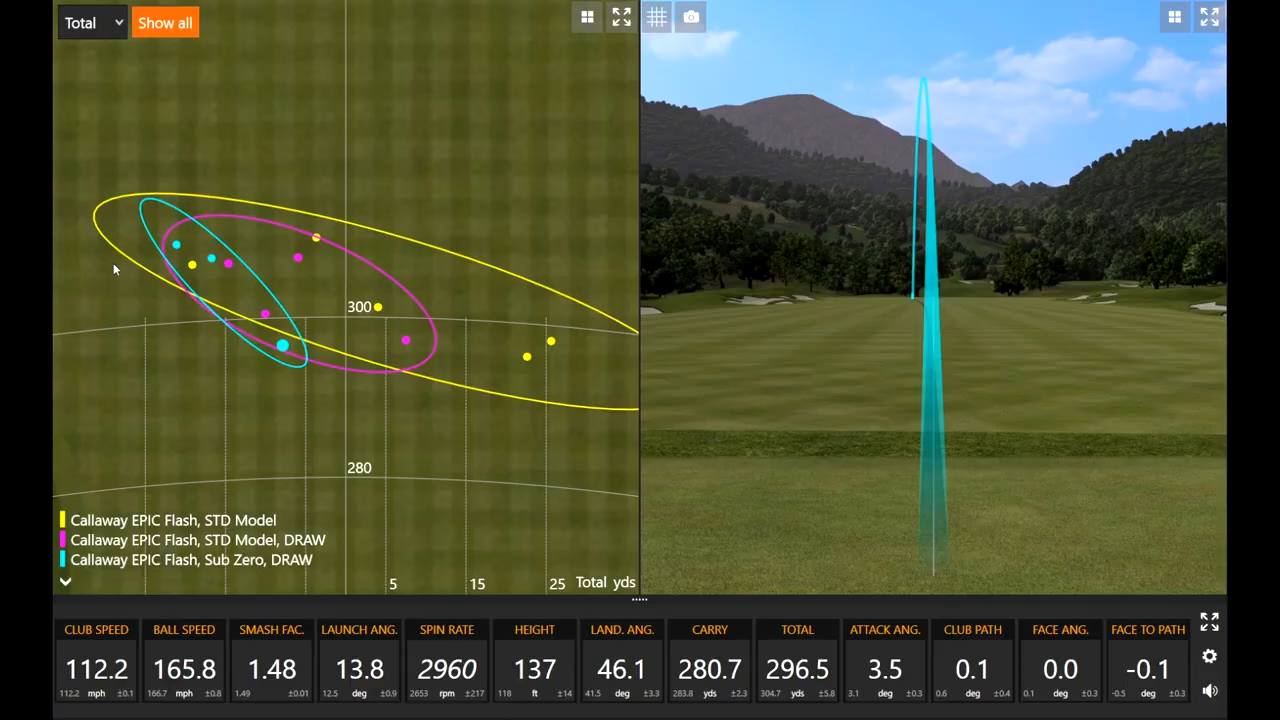 Total
Show all
300
280
Callaway EPIC Flash, STD Model
Callaway EPIC Flash, STD Model, DRAW
Callaway EPIC Flash, Sub Zero, DRAW
5 15 25 Total yds
CLUB SPEED BALL SPEED SMASH FAC. LAUNCH ANG. SPIN RATE HEIGHT LAND. ANG. CARRY TOTAL ATTACK ANG. CLUB PATH FACE ANG. FACE TO PATH
112.2 165.8 1.48 13.8 2960 137 46.1 280.7 296.5 3.5 0.1 0.0 -0.1
112.2 mph ±0.1 166.7 mph ±0.8 1.49 ±0.01 12.5 deg ±0.9 2653 rpm ±217 118 ft ±14 41.5 deg ±3.3 283.8 yds ±2.3 304.7 yds ±5.8 3.1 deg ±0.3 0.6 deg ±0.4 0.1 deg ±0.3 -0.5 deg ±0.3